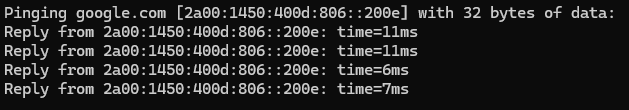 Pinging google.com [2a00:1450:400d:806::200e] with 32 bytes of data:
Reply from 2a00:1450:400d:806::200e: time=11ms
Reply from 2a00:1450:400d:806::200e: time=11ms
Reply from 2a00:1450:400d:806::200e: time=6ms
Reply from 2a00:1450:400d:806::200e: time=7ms